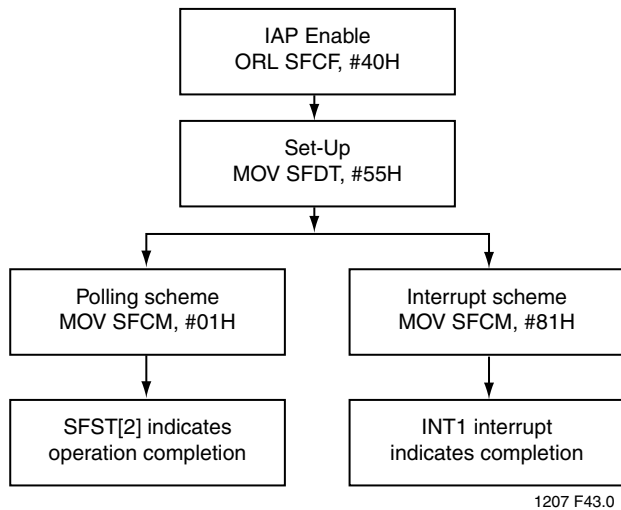 IAP Enable
ORL SFCF, #40H
Set-Up
MOV SFDT, #55H
Polling scheme
MOV SFCM, #01H
Interrupt scheme
MOV SFCM, #81H
SFST[2] indicates
operation completion
INT1 interrupt
indicates completion
1207 F43.0